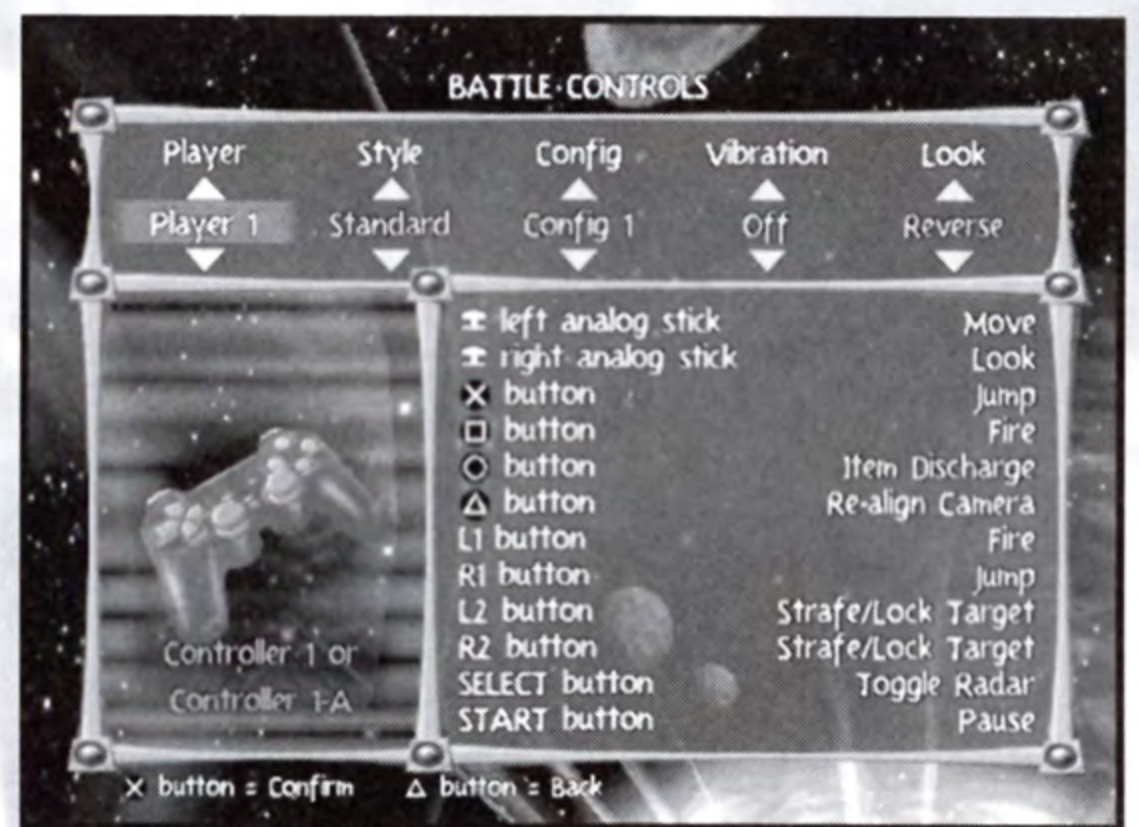 BATTLE CONTROLS
Player Style Config Vibration Look
Player 1 Standard Config 1 Off Reverse
left analog stick Move
right analog stick Look
button Jump
button Fire
button Item Discharge
button Re-align Camera
L1 button Fire
R1 button Jump
L2 button Strafe/Lock Target
R2 button Strafe/Lock Target
SELECT button Toggle Radar
START button Pause
Controller 1 or
Controller 1-A
button = Confirm button = Back